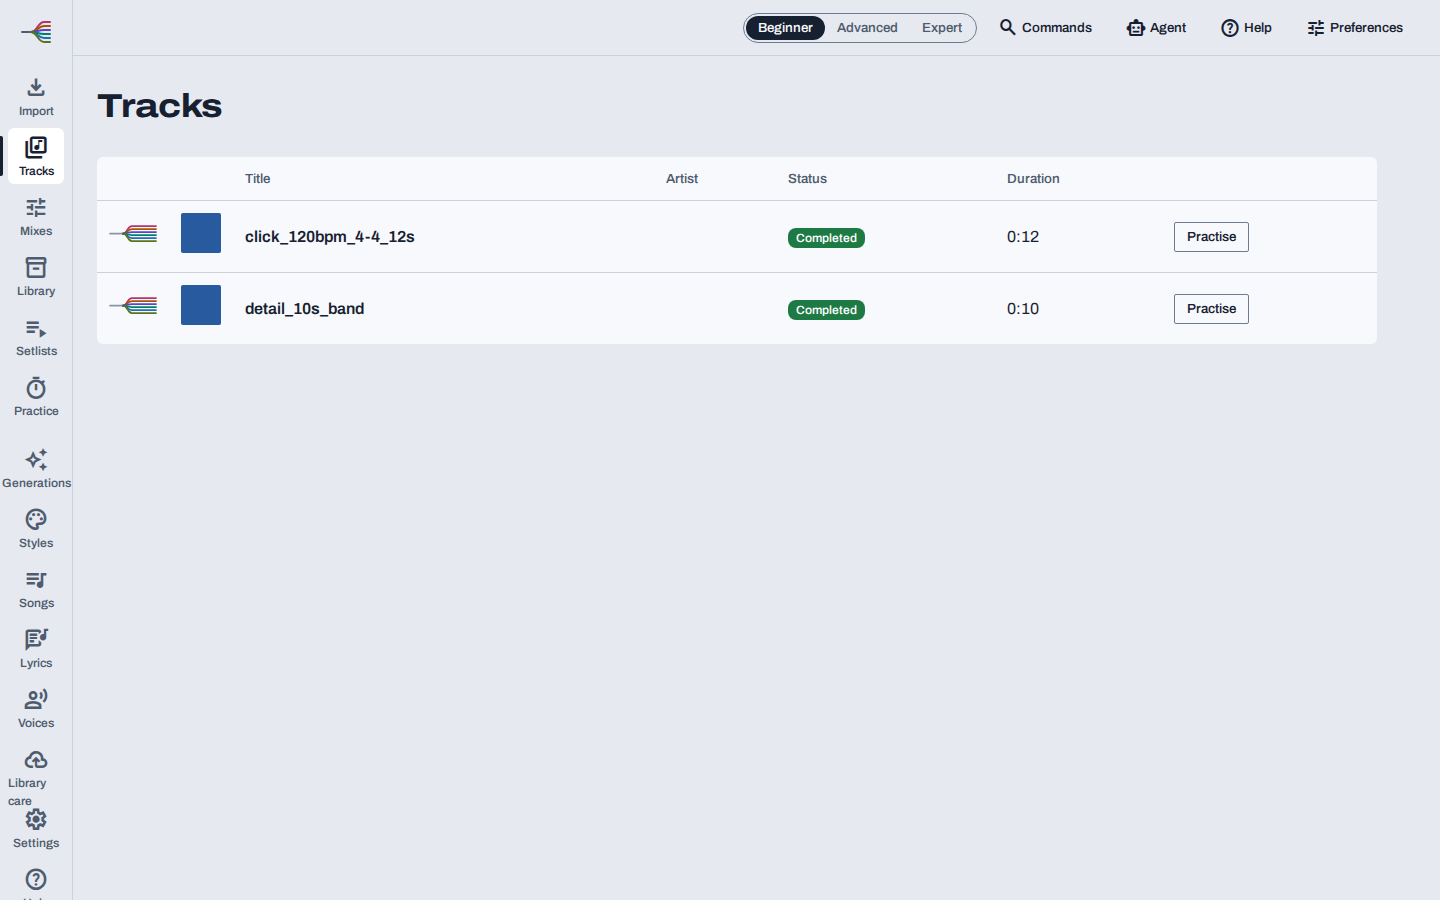 Beginner Advanced Expert Commands Agent Help Preferences
Import
Tracks
Mixes
Library
Setlists
Practice
Generations
Styles
Songs
Lyrics
Voices
Library
care
Settings
Tracks
Title Artist Status Duration
click_120bpm_4-4_12s Completed 0:12 Practise
detail_10s_band Completed 0:10 Practise